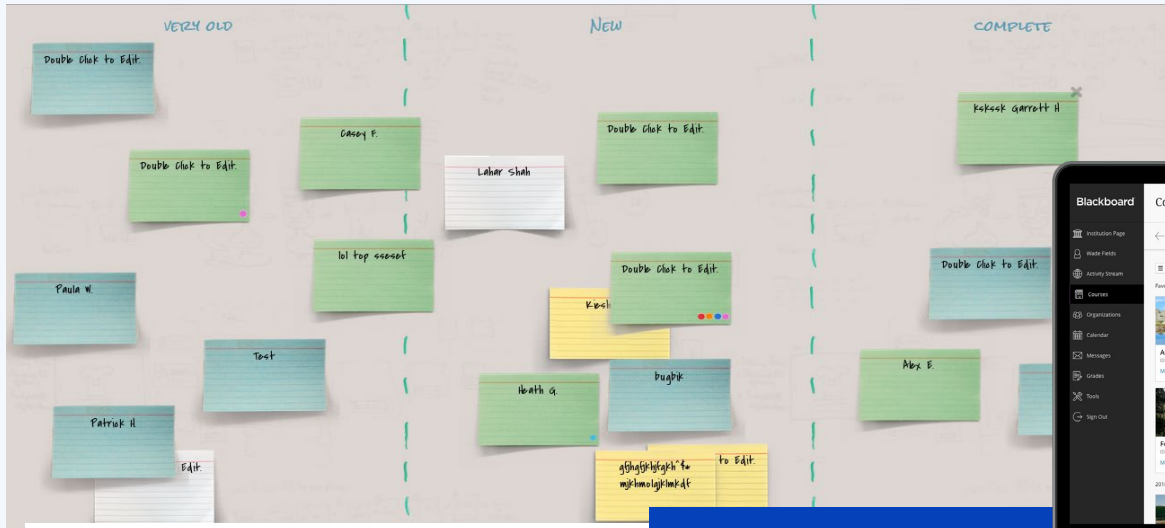 VERY OLD
Double Click to Edit.
Double Click to Edit.
Casey F.
lol top ssesef
Paula W.
Test
Patrick H
Edit.
New
Lahar Shah
Double Click to Edit.
Double Click to Edit.
Heath G.
bugbik
to Edit.
COMPLETE
kskssk Garrett H
Double Click to Edit.
Alex E.
Blackboard
Institution Page
Wade Fields
Activity Stream
Courses
Organizations
Calendar
Messages
Grades
Tools
Sign Out